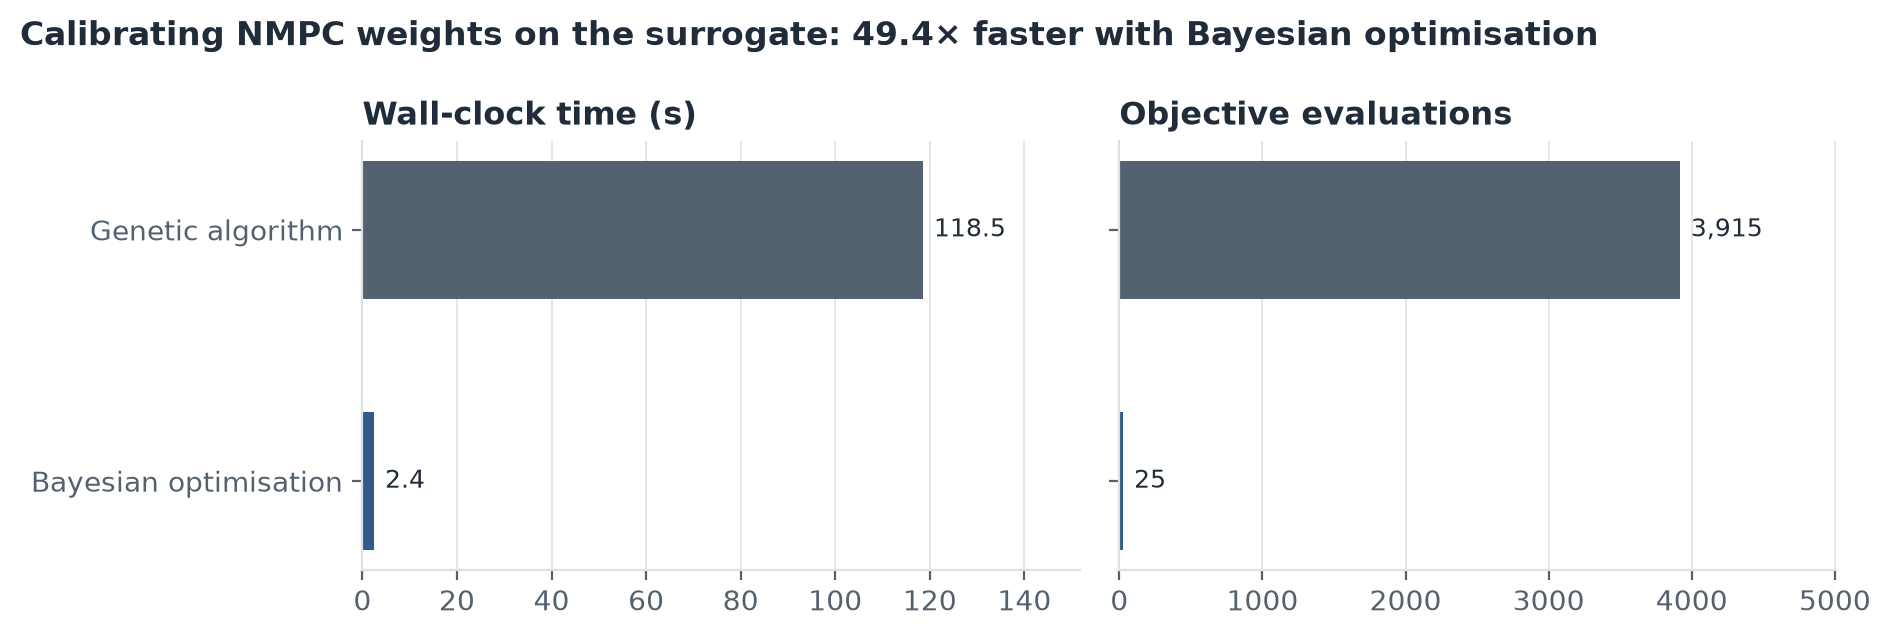 Calibrating NMPC weights on the surrogate: 49.4× faster with Bayesian optimisation
Wall-clock time (s)
Genetic algorithm
118.5
Bayesian optimisation
2.4
0 20 40 60 80 100 120 140
Objective evaluations
3,915
25
0 1000 2000 3000 4000 5000